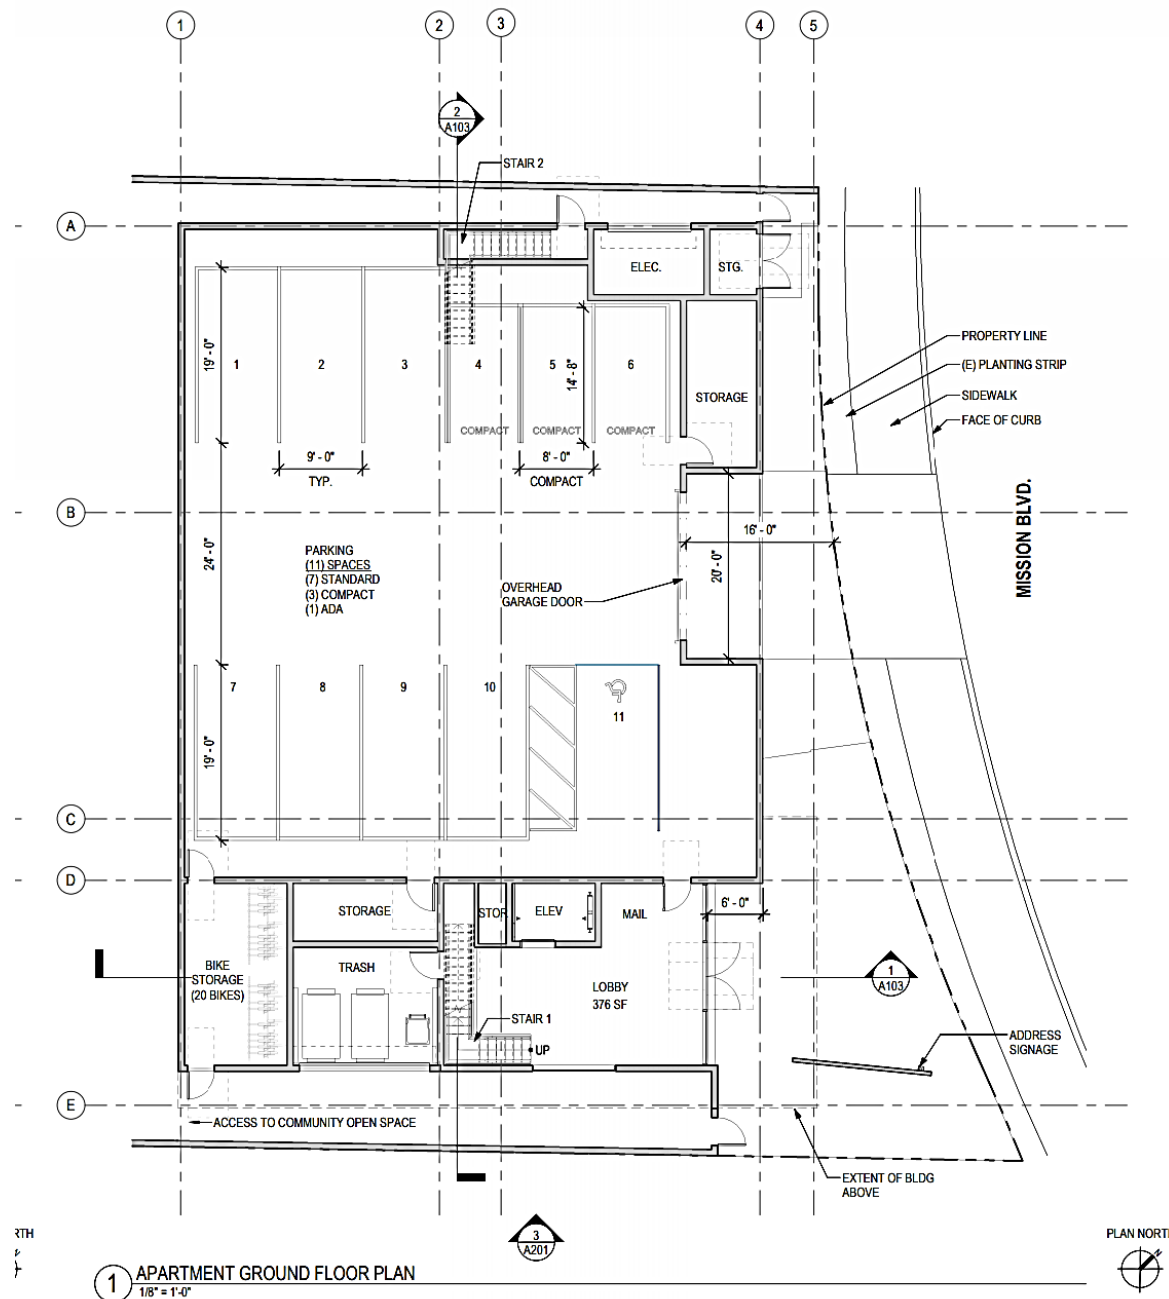 1
2
3
4
5
2
A103
STAIR 2
A
ELEC.
STG.
PROPERTY LINE
(E) PLANTING STRIP
SIDEWALK
FACE OF CURB
19' - 0"
1
2
3
4
5
6
14' - 8"
STORAGE
COMPACT
COMPACT
COMPACT
9' - 0"
TYP.
8' - 0"
COMPACT
MISSION BLVD.
B
16' - 0"
24' - 0"
20' - 0"
PARKING
(11) SPACES
(7) STANDARD
(3) COMPACT
(1) ADA
OVERHEAD
GARAGE DOOR
7
8
9
10
11
19' - 0"
C
D
STORAGE
STOR
ELEV
MAIL
6' - 0"
BIKE
STORAGE
(20 BIKES)
TRASH
LOBBY
376 SF
1
A103
STAIR 1
UP
ADDRESS
SIGNAGE
E
ACCESS TO COMMUNITY OPEN SPACE
EXTENT OF BLDG
ABOVE
3
A201
PLAN NORT
1
APARTMENT GROUND FLOOR PLAN
1/8" = 1'-0"